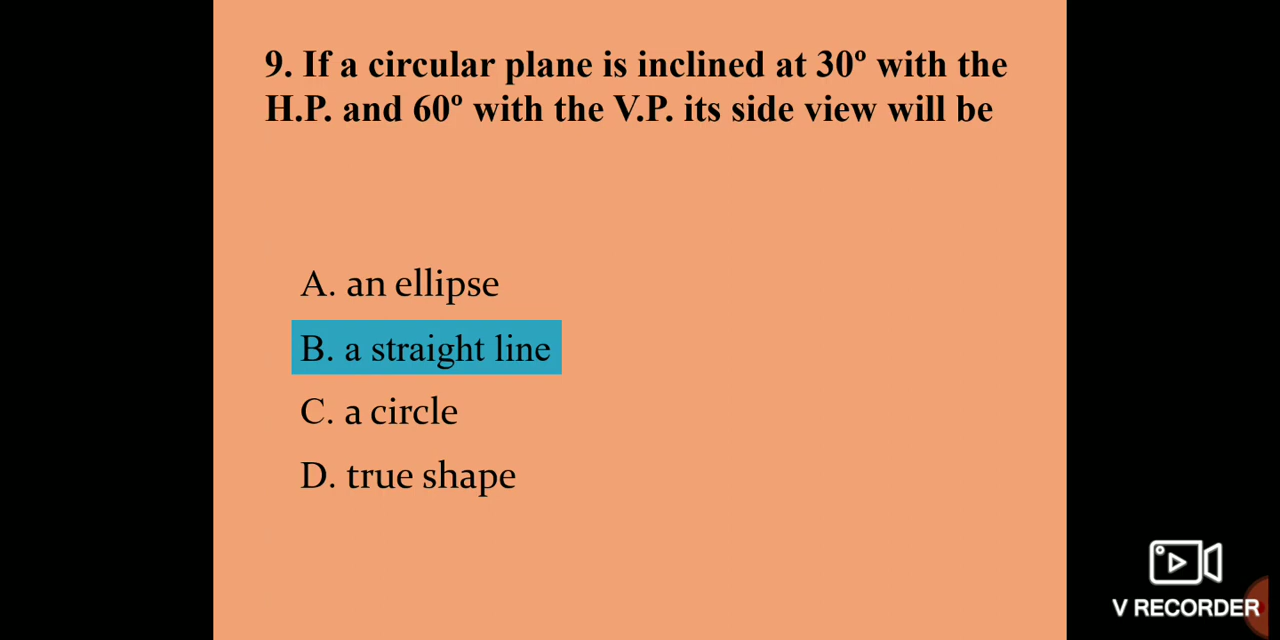 9. If a circular plane is inclined at 30º with the
H.P. and 60º with the V.P. its side view will be
A. an ellipse
B. a straight line
C. a circle
D. true shape
V RECORDER